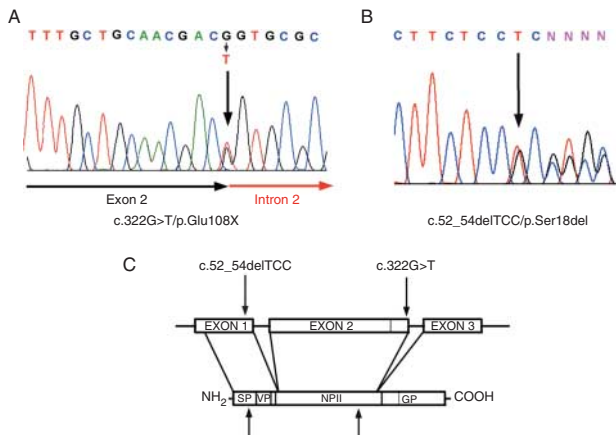 A
T T T G C T G C A A C G A C G G T G C G C
T
Exon 2
Intron 2
c.322G>T/p.Glu108X
B
C T T C T C C T C N N N N
c.52_54delTCC/p.Ser18del
C
c.52_54delTCC
c.322G>T
EXON 1
EXON 2
EXON 3
NH2
SP
VP
NPII
GP
COOH